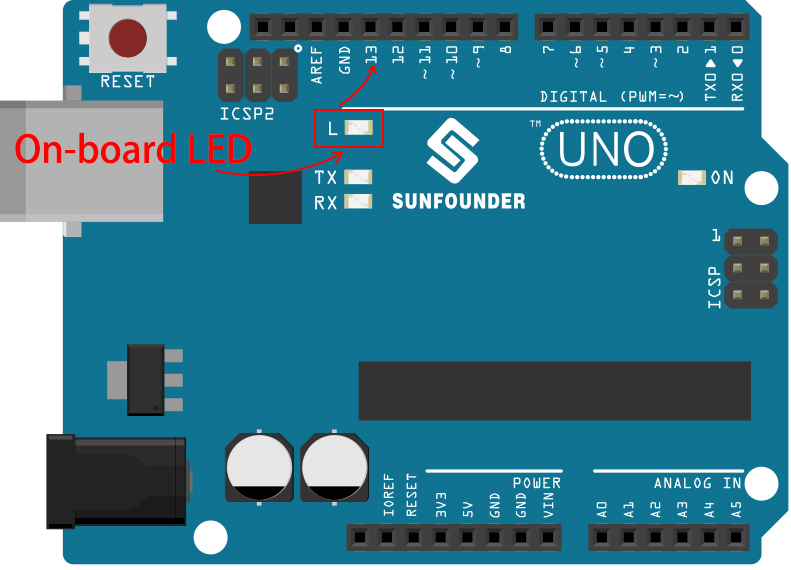 RESET
ICSP2
AREF
GND
13
12
~11
~10
~9
8
7
~6
~5
4
~3
2
TX0▶1
RX0◀0
DIGITAL (PWM=~)
L
On-board LED
TX
RX
SUNFOUNDER
™
UNO
ON
1
ICSP
POWER
ANALOG IN
IOREF
RESET
3V3
5V
GND
GND
VIN
A0
A1
A2
A3
A4
A5